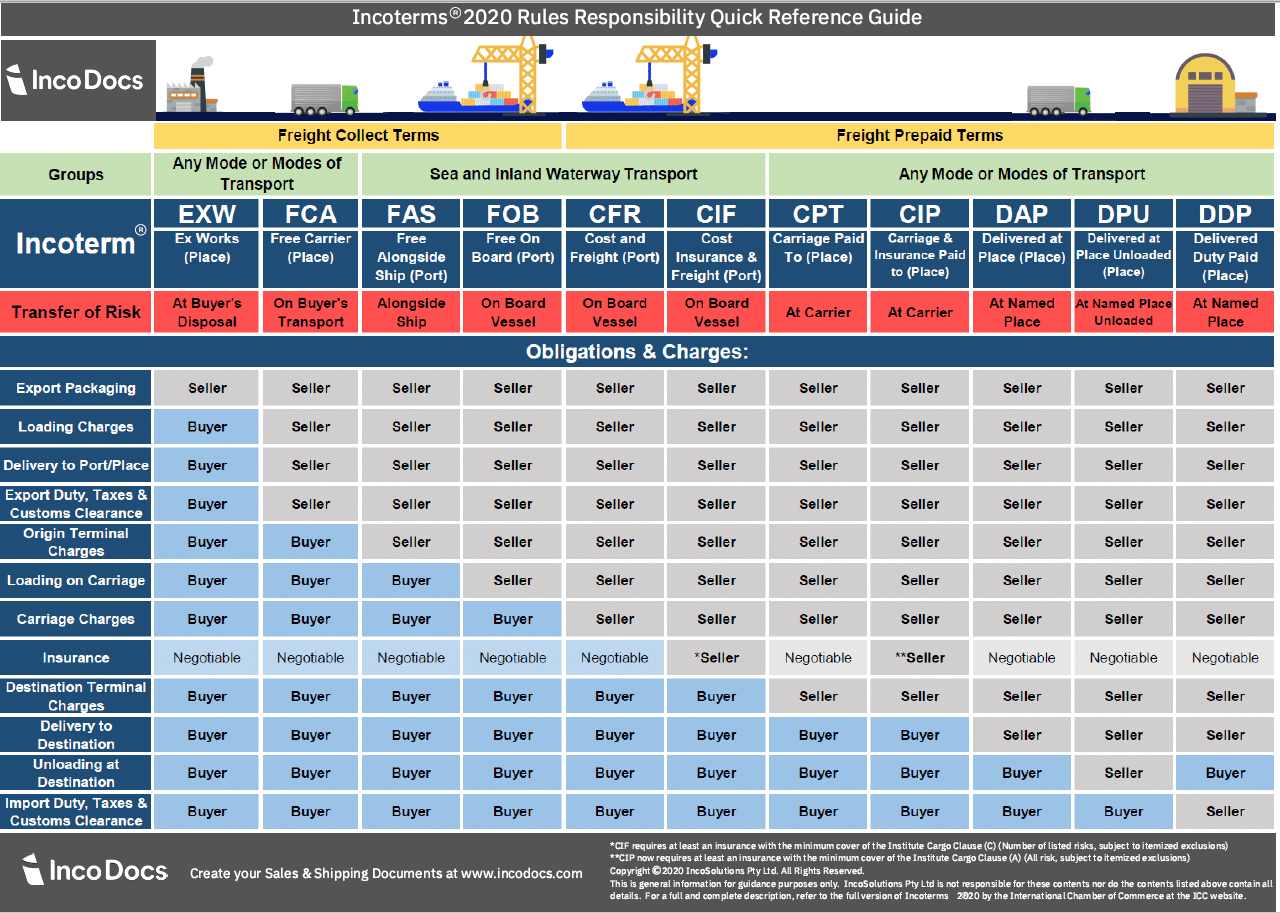 Incoterms® 2020 Rules Responsibility Quick Reference Guide
IncoDocs
Freight Collect Terms Freight Prepaid Terms
Groups Any Mode or Modes of Transport Sea and Inland Waterway Transport Any Mode or Modes of Transport
Incoterm® EXW FCA FAS FOB CFR CIF CPT CIP DAP DPU DDP
Ex Works (Place) Free Carrier (Place) Free Alongside Ship (Port) Free On Board (Port) Cost and Freight (Port) Cost Insurance & Freight (Port) Carriage Paid To (Place) Carriage & Insurance Paid to (Place) Delivered at Place (Place) Delivered at Place Unloaded (Place) Delivered Duty Paid (Place)
Transfer of Risk At Buyer's Disposal On Buyer's Transport Alongside Ship On Board Vessel On Board Vessel On Board Vessel At Carrier At Carrier At Named Place At Named Place Unloaded At Named Place
Obligations & Charges:
Export Packaging Seller Seller Seller Seller Seller Seller Seller Seller Seller Seller Seller
Loading Charges Buyer Seller Seller Seller Seller Seller Seller Seller Seller Seller Seller
Delivery to Port/Place Buyer Seller Seller Seller Seller Seller Seller Seller Seller Seller Seller
Export Duty, Taxes & Customs Clearance Buyer Seller Seller Seller Seller Seller Seller Seller Seller Seller Seller
Origin Terminal Charges Buyer Buyer Seller Seller Seller Seller Seller Seller Seller Seller Seller
Loading on Carriage Buyer Buyer Buyer Seller Seller Seller Seller Seller Seller Seller Seller
Carriage Charges Buyer Buyer Buyer Buyer Seller Seller Seller Seller Seller Seller Seller
Insurance Negotiable Negotiable Negotiable Negotiable Negotiable *Seller Negotiable **Seller Negotiable Negotiable Negotiable
Destination Terminal Charges Buyer Buyer Buyer Buyer Buyer Buyer Seller Seller Seller Seller Seller
Delivery to Destination Buyer Buyer Buyer Buyer Buyer Buyer Buyer Buyer Seller Seller Seller
Unloading at Destination Buyer Buyer Buyer Buyer Buyer Buyer Buyer Buyer Buyer Seller Buyer
Import Duty, Taxes & Customs Clearance Buyer Buyer Buyer Buyer Buyer Buyer Buyer Buyer Buyer Buyer Seller
IncoDocs
Create your Sales & Shipping Documents at www.incodocs.com
*CIF requires at least an insurance with the minimum cover of the Institute Cargo Clause (C) (Number of listed risks, subject to itemized exclusions)
**CIP now requires at least an insurance with the minimum cover of the Institute Cargo Clause (A) (All risk, subject to itemized exclusions)
Copyright © 2020 IncoSolutions Pty Ltd. All Rights Reserved.
This is general information for guidance purposes only. IncoSolutions Pty Ltd is not responsible for these contents nor do the contents listed above contain all
details. For a full and complete description, refer to the full version of Incoterms 2020 by the International Chamber of Commerce at the ICC website.